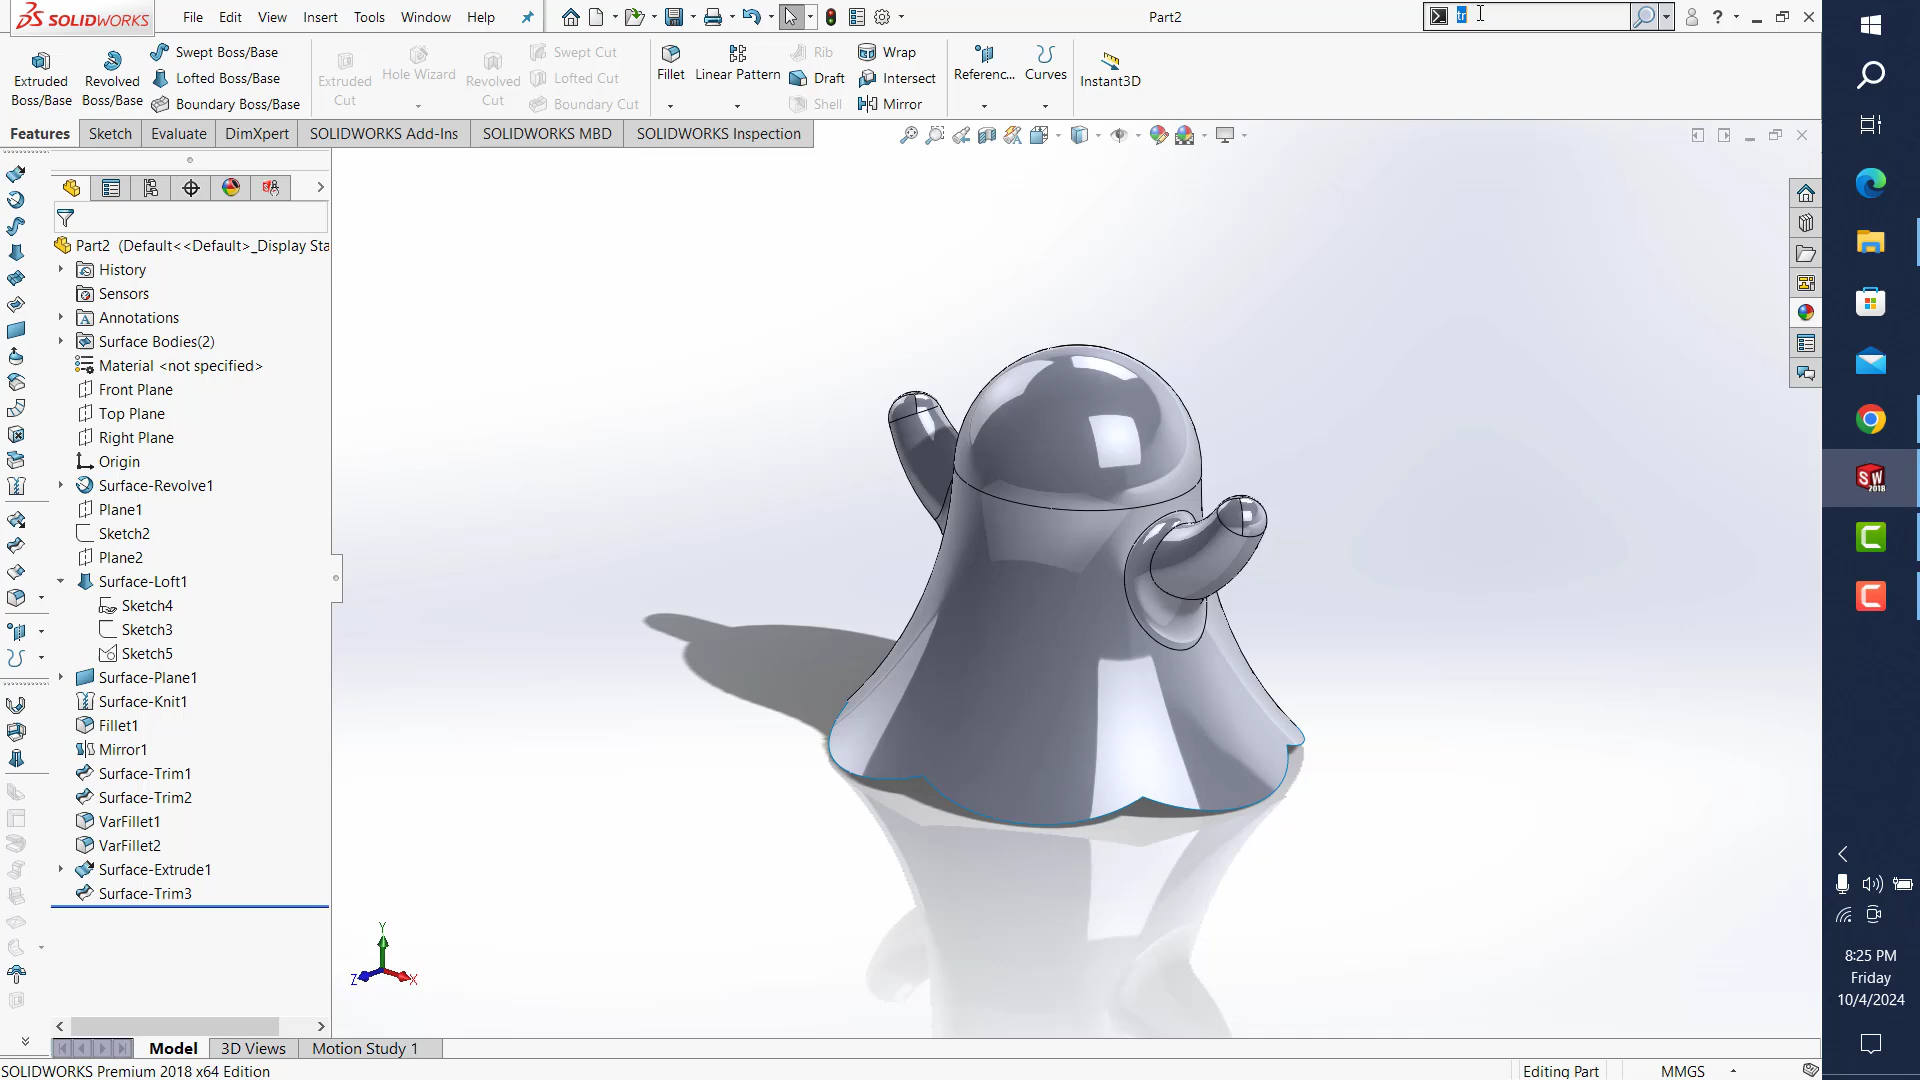 SOLIDWORKS
File Edit View Insert Tools Window Help
Part2
tr
Extruded Boss/Base
Revolved Boss/Base
Swept Boss/Base
Lofted Boss/Base
Boundary Boss/Base
Extruded Cut
Hole Wizard
Revolved Cut
Swept Cut
Lofted Cut
Boundary Cut
Fillet
Linear Pattern
Rib
Draft
Shell
Wrap
Intersect
Mirror
Referenc...
Curves
Instant3D
Features Sketch Evaluate DimXpert SOLIDWORKS Add-Ins SOLIDWORKS MBD SOLIDWORKS Inspection
Part2 (Default<<Default>_Display Sta
History
Sensors
Annotations
Surface Bodies(2)
Material <not specified>
Front Plane
Top Plane
Right Plane
Origin
Surface-Revolve1
Plane1
Sketch2
Plane2
Surface-Loft1
Sketch4
Sketch3
Sketch5
Surface-Plane1
Surface-Knit1
Fillet1
Mirror1
Surface-Trim1
Surface-Trim2
VarFillet1
VarFillet2
Surface-Extrude1
Surface-Trim3
Y
Z
X
Model 3D Views Motion Study 1
SOLIDWORKS Premium 2018 x64 Edition
Editing Part
MMGS
SW
2018
8:25 PM
Friday
10/4/2024